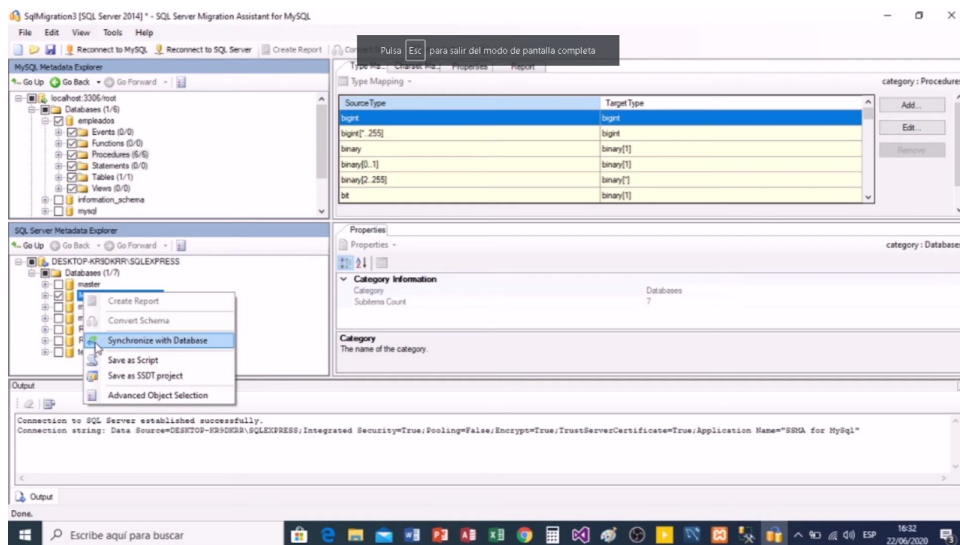 SqlMigration3 [SQL Server 2014] * - SQL Server Migration Assistant for MySQL
File Edit View Tools Help
Reconnect to MySQL Reconnect to SQL Server Create Report
Pulsa Esc para salir del modo de pantalla completa
MySQL Metadata Explorer
Go Up Go Back Go Forward
localhost:3306/root
Databases (1/6)
empleados
Events (0/0)
Functions (0/0)
Procedures (6/6)
Statements (0/0)
Tables (1/1)
Views (0/0)
information_schema
mysql
Properties Report
Type Mapping
category : Procedures
SourceType TargetType
bigint bigint
bigint[*..255] bigint
binary binary[1]
binary[0..1] binary[1]
binary[2..255] binary[*]
bit binary[1]
Add...
Edit...
Remove
SQL Server Metadata Explorer
Go Up Go Back Go Forward
DESKTOP-KR9DKRR\SQLEXPRESS
Databases (1/7)
master
Create Report
Convert Schema
Synchronize with Database
Save as Script
Save as SSDT project
Advanced Object Selection
Properties
Properties
category : Databases
Category Information
Category Databases
Subitems Count 7
Category
The name of the category.
Output
Connection to SQL Server established successfully.
Connection string: Data Source=DESKTOP-KR9DKRR\SQLEXPRESS;Integrated Security=True;Pooling=False;Encrypt=True;TrustServerCertificate=True;Application Name="SSMA for MySql"
Output
Done.
Escribe aquí para buscar
ESP
16:32
22/06/2020